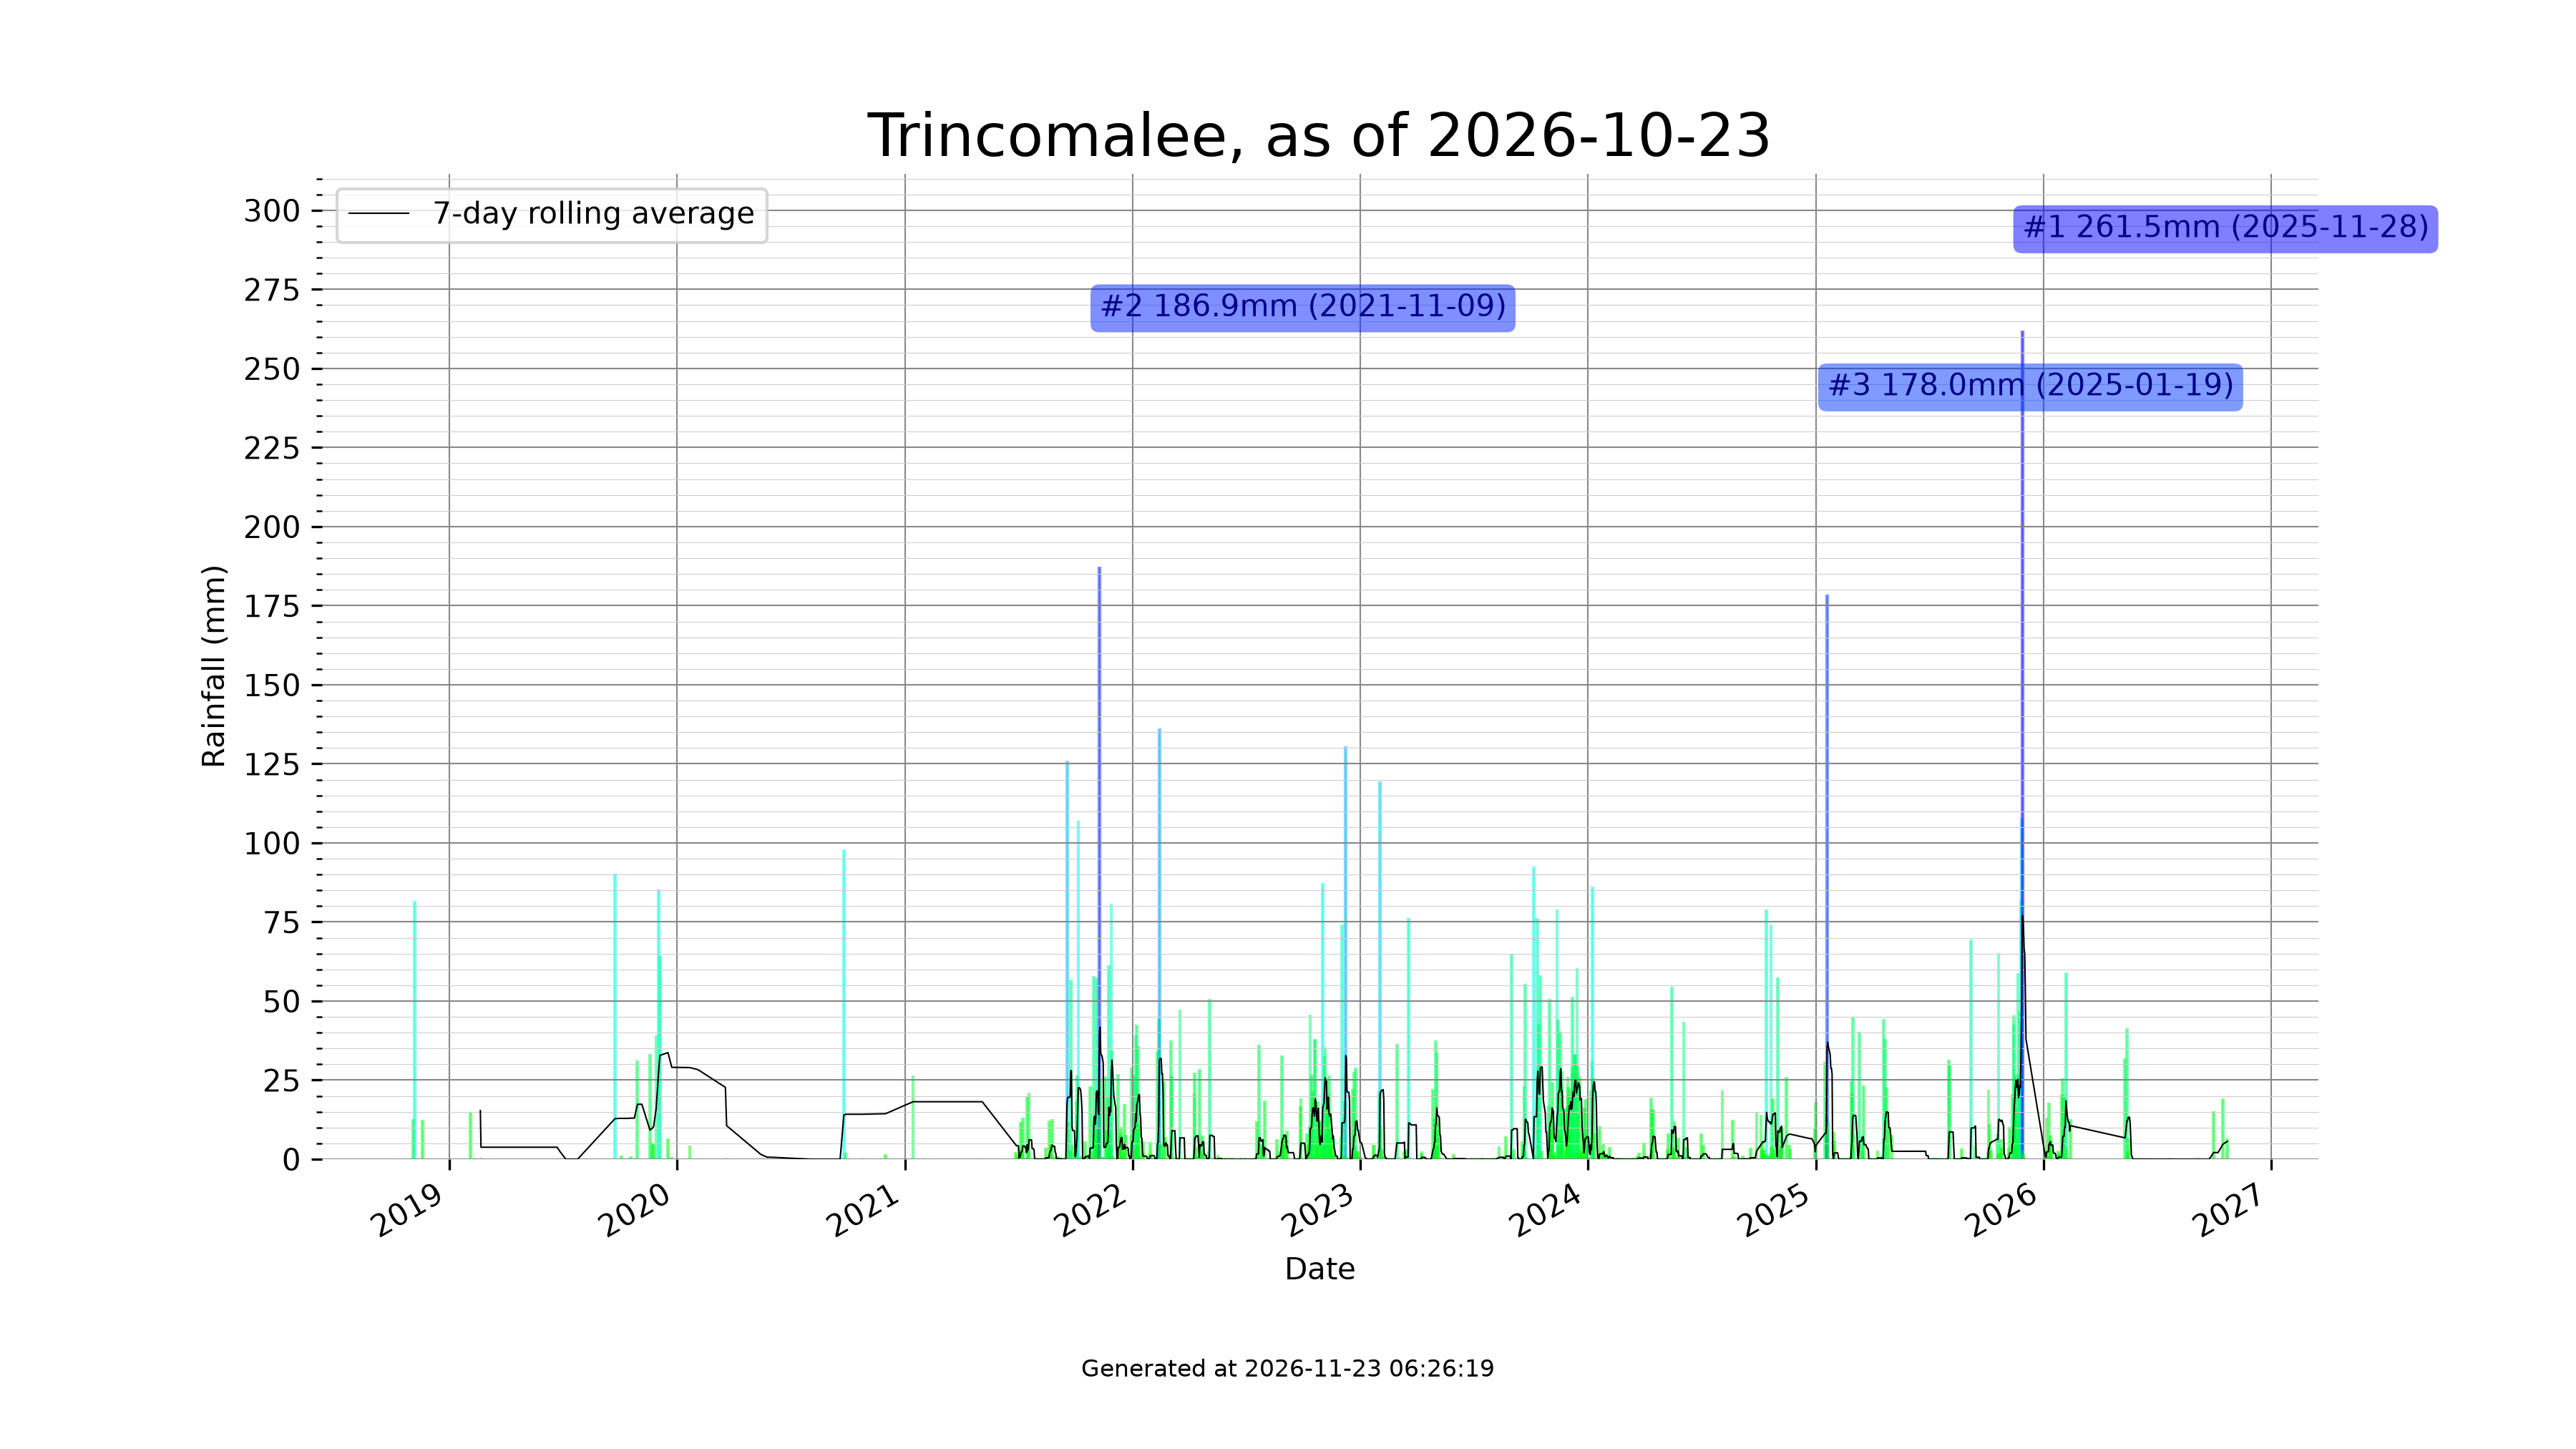 Trincomalee, as of 2026-10-23
7-day rolling average
#1 261.5mm (2025-11-28)
#2 186.9mm (2021-11-09)
#3 178.0mm (2025-01-19)
Rainfall (mm)
300
275
250
225
200
175
150
125
100
75
50
25
0
2019
2020
2021
2022
2023
2024
2025
2026
2027
Date
Generated at 2026-11-23 06:26:19